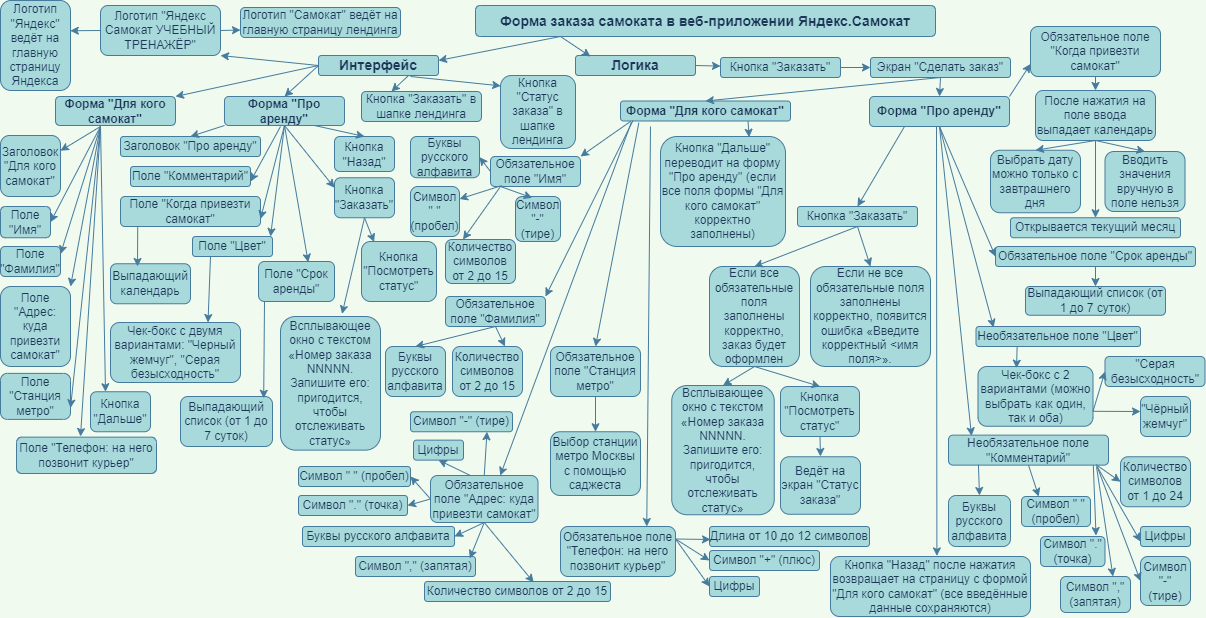 Форма заказа самоката в веб-приложении Яндекс.Самокат
Интерфейс
Логотип "Яндекс
Самокат УЧЕБНЫЙ
ТРЕНАЖЁР"
Логотип
"Яндекс"
ведёт на
главную
страницу
Яндекса
Логотип "Самокат" ведёт на
главную страницу лендинга
Кнопка "Заказать" в
шапке лендинга
Кнопка
"Статус
заказа" в
шапке
лендинга
Форма "Для кого
самокат"
Заголовок
"Для кого
самокат"
Поле
"Имя"
Поле
"Фамилия"
Поле
"Адрес:
куда
привезти
самокат"
Поле
"Станция
метро"
Поле "Телефон: на него
позвонит курьер"
Кнопка
"Дальше"
Форма "Про
аренду"
Заголовок "Про аренду"
Поле "Комментарий"
Поле "Когда привезти
самокат"
Выпадающий
календарь
Поле "Цвет"
Чек-бокс с двумя
вариантами: "Черный
жемчуг", "Серая
безысходность"
Поле "Срок
аренды"
Выпадающий
список (от 1 до
7 суток)
Кнопка
"Назад"
Кнопка
"Заказать"
Кнопка
"Посмотреть
статус"
Всплывающее
окно с текстом
«Номер заказа
NNNNN.
Запишите его:
пригодится,
чтобы
отслеживать
статус»
Логика
Кнопка "Заказать"
Экран "Сделать заказ"
Форма "Для кого самокат"
Обязательное
поле "Имя"
Буквы
русского
алфавита
Символ
" "
(пробел)
Количество
символов
от 2 до 15
Символ
"-"
(тире)
Обязательное
поле "Фамилия"
Буквы
русского
алфавита
Количество
символов
от 2 до 15
Обязательное
поле "Адрес: куда
привезти самокат"
Символ "-" (тире)
Цифры
Символ " " (пробел)
Символ "." (точка)
Буквы русского алфавита
Символ "," (запятая)
Количество символов от 2 до 15
Обязательное
поле "Станция
метро"
Выбор станции
метро Москвы
с помощью
саджеста
Обязательное поле
"Телефон: на него
позвонит курьер"
Длина от 10 до 12 символов
Символ "+" (плюс)
Цифры
Кнопка "Дальше"
переводит на форму
"Про аренду" (если
все поля формы "Для
кого самокат"
корректно
заполнены)
Форма "Про аренду"
Кнопка "Заказать"
Если все
обязательные
поля
заполнены
корректно,
заказ будет
оформлен
Если не все
обязательные поля
заполнены
корректно, появится
ошибка «Введите
корректный <имя
поля>».
Всплывающее
окно с текстом
«Номер заказа
NNNNN.
Запишите его:
пригодится,
чтобы
отслеживать
статус»
Кнопка
"Посмотреть
статус"
Ведёт на
экран "Статус
заказа"
Кнопка "Назад" после нажатия
возвращает на страницу с формой
"Для кого самокат" (все введённые
данные сохраняются)
Обязательное поле
"Когда привезти
самокат"
После нажатия на
поле ввода
выпадает календарь
Выбрать дату
можно только с
завтрашнего
дня
Вводить
значения
вручную в
поле нельзя
Открывается текущий месяц
Обязательное поле "Срок аренды"
Выпадающий список (от
1 до 7 суток)
Необязательное поле "Цвет"
Чек-бокс с 2
вариантами (можно
выбрать как один,
так и оба)
"Серая
безысходность"
"Чёрный
жемчуг"
Необязательное поле
"Комментарий"
Буквы
русского
алфавита
Символ " "
(пробел)
Символ "."
(точка)
Символ ","
(запятая)
Символ
"-"
(тире)
Цифры
Количество
символов
от 1 до 24